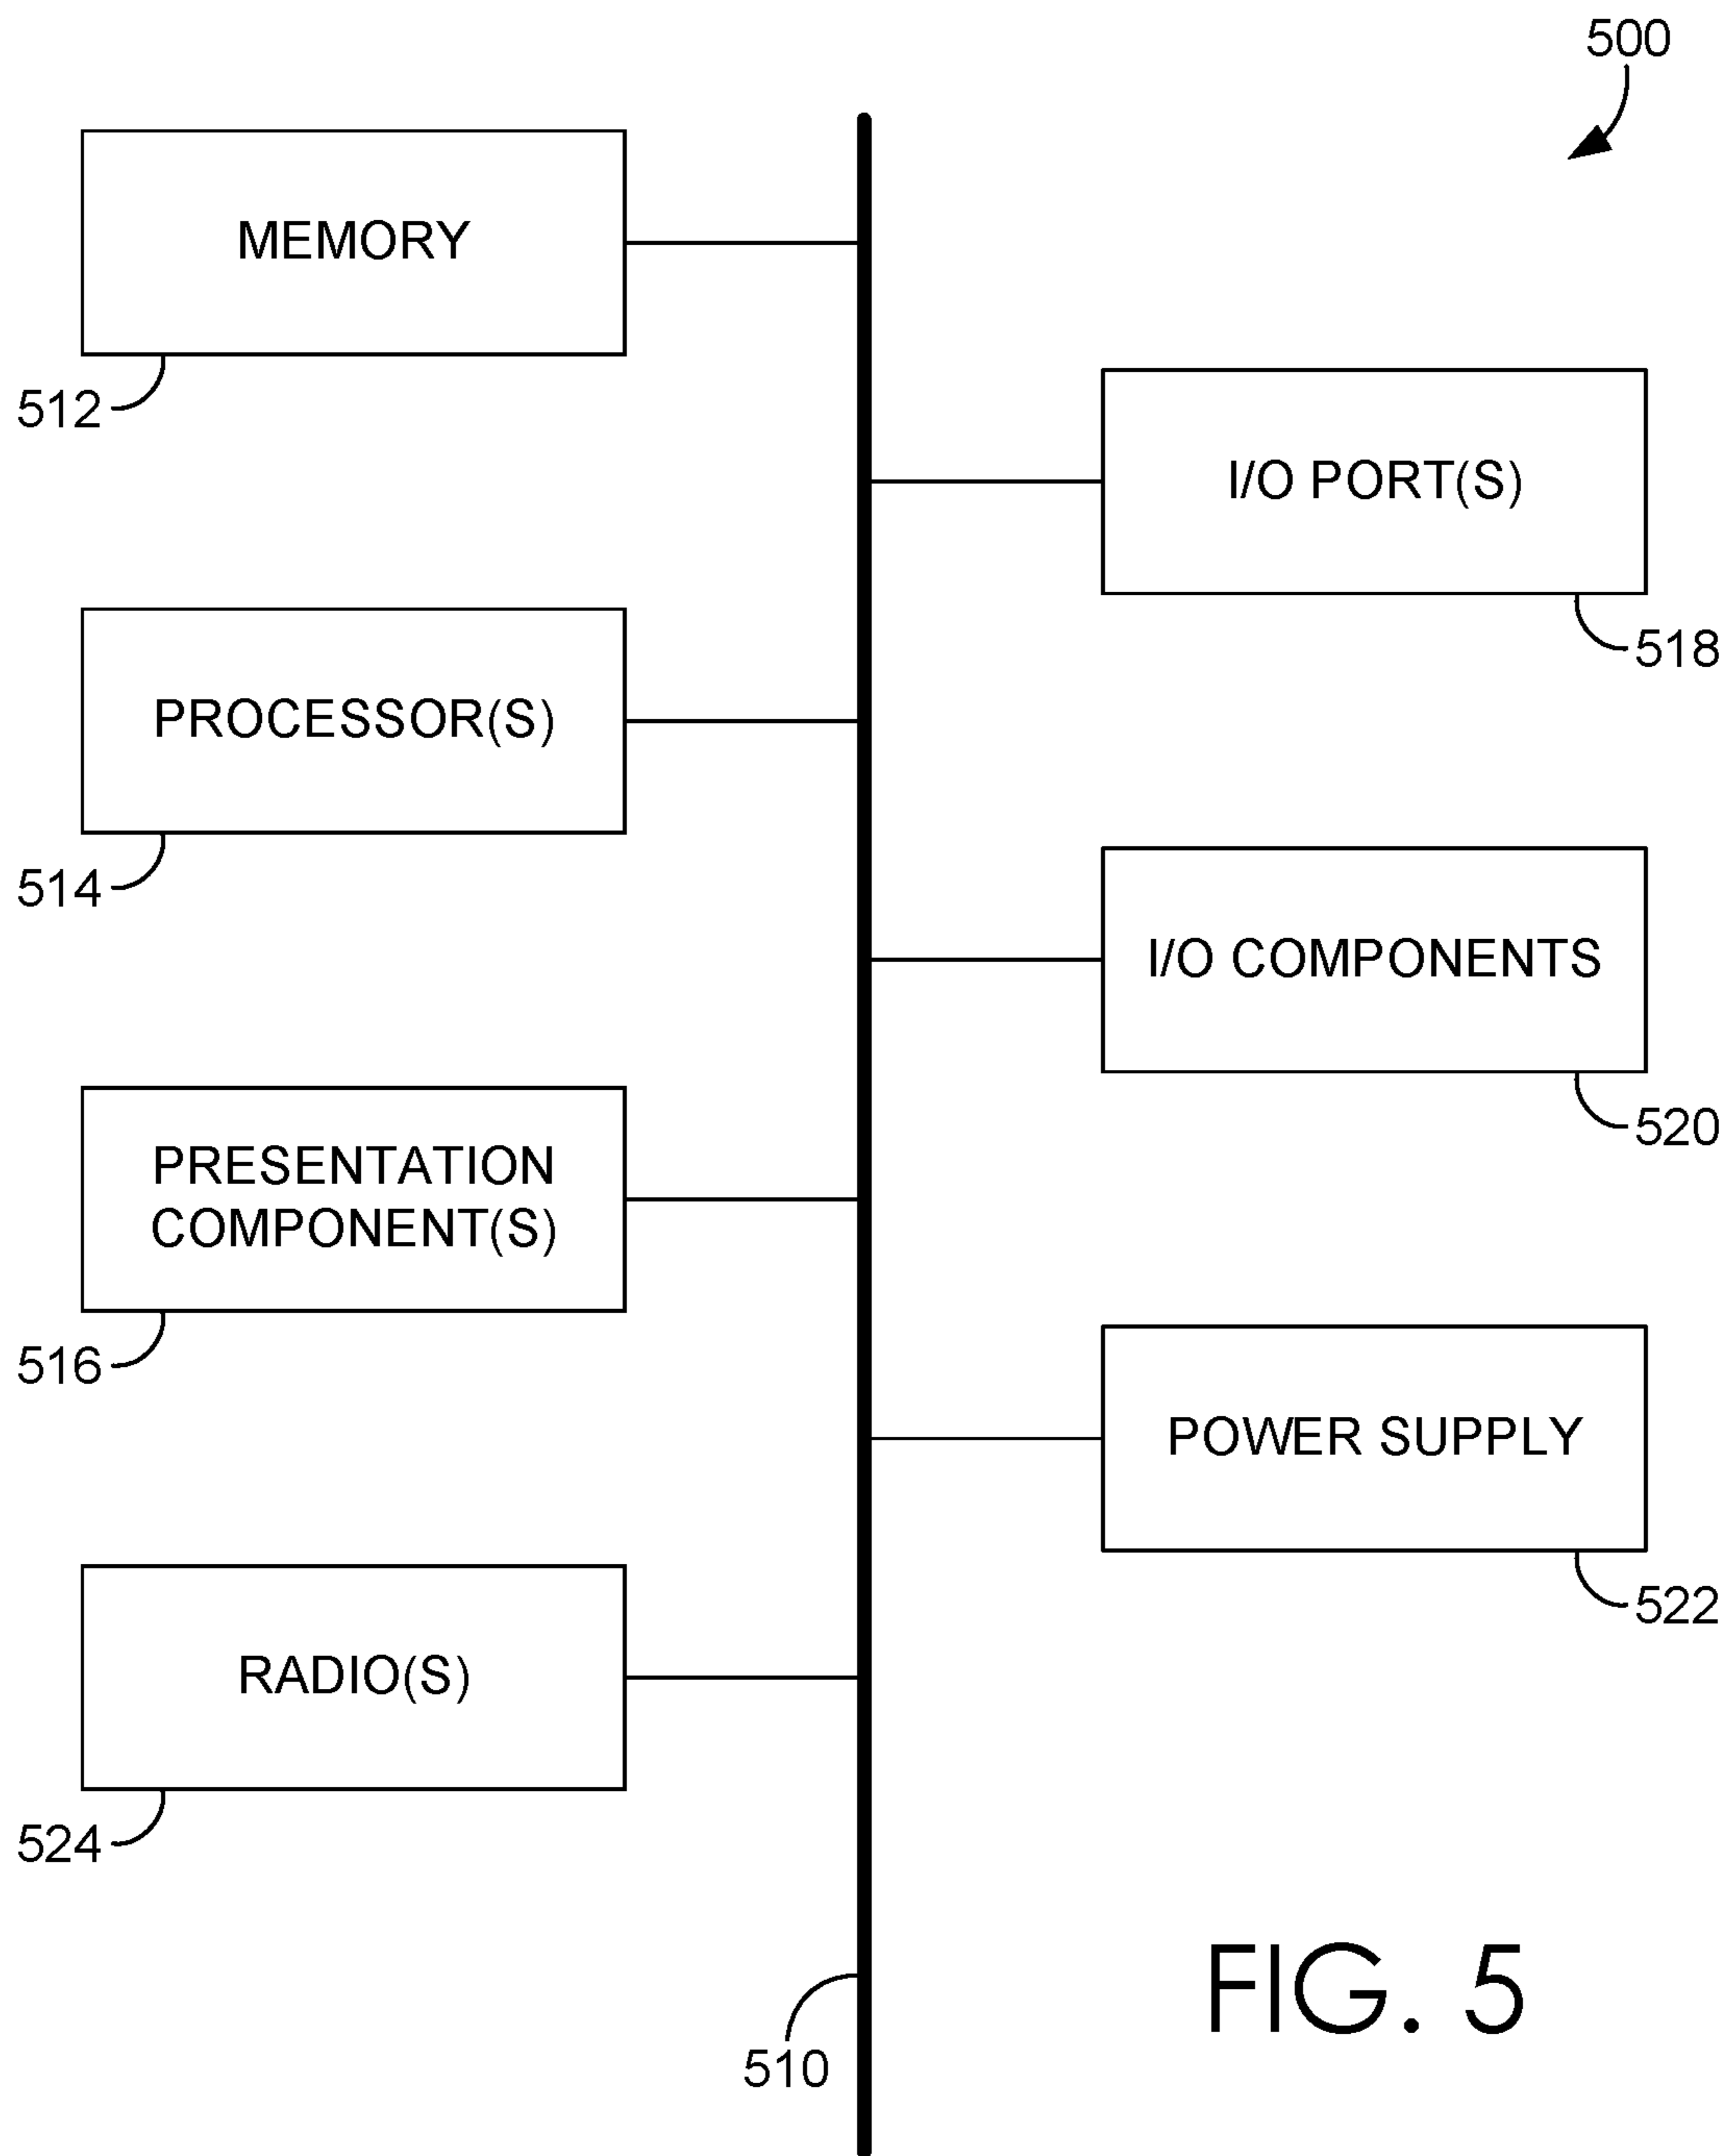 500
MEMORY
512
I/O PORT(S)
518
PROCESSOR(S)
514
I/O COMPONENTS
520
PRESENTATION
COMPONENT(S)
516
POWER SUPPLY
522
RADIO(S)
524
510
FIG. 5